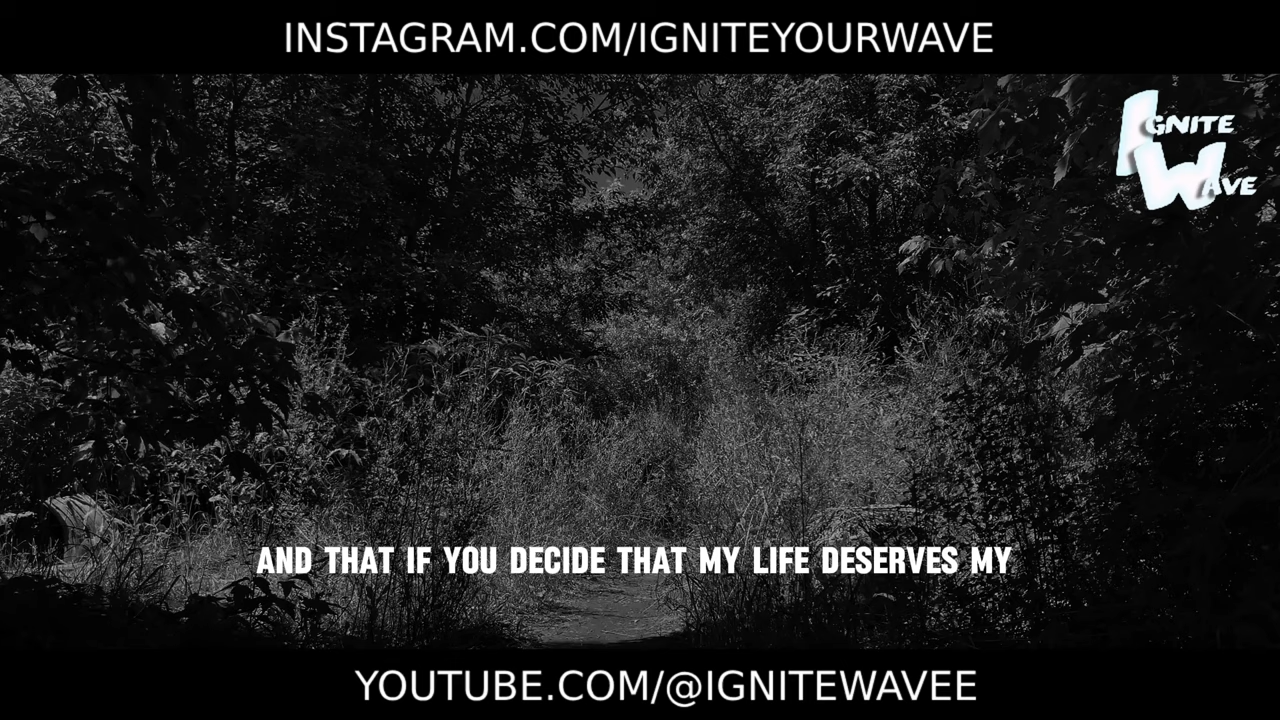 INSTAGRAM.COM/IGNITEYOURWAVE
IGNITE
WAVE
AND THAT IF YOU DECIDE THAT MY LIFE DESERVES MY
YOUTUBE.COM/@IGNITEWAVEE